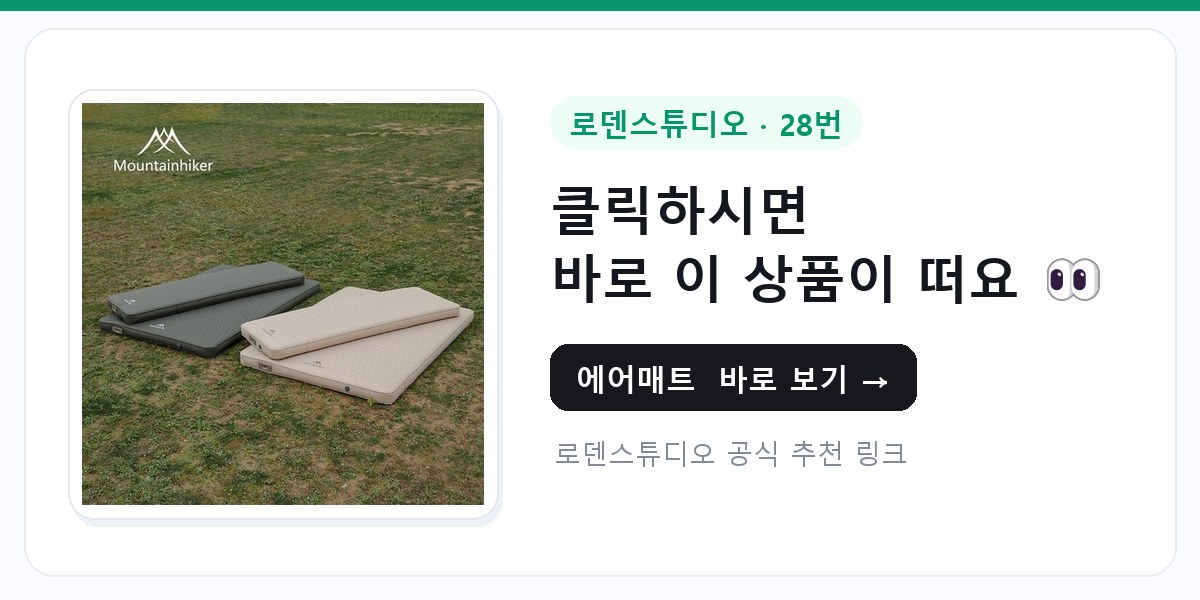 Mountainhiker
로덴스튜디오 · 28번
클릭하시면
바로 이 상품이 떠요 👀
에어매트 바로 보기 →
로덴스튜디오 공식 추천 링크